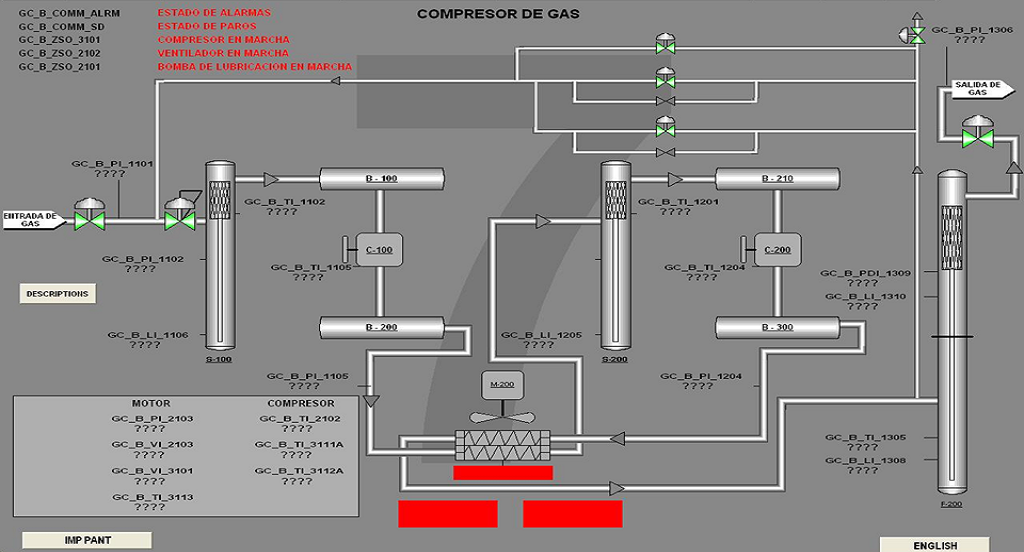 COMPRESOR DE GAS
GC_B_COMM_ALRM ESTADO DE ALARMAS
GC_B_COMM_SD ESTADO DE PAROS
GC_B_ZSO_3101 COMPRESOR EN MARCHA
GC_B_ZSO_2102 VENTILADOR EN MARCHA
GC_B_ZSO_2101 BOMBA DE LUBRICACION EN MARCHA
GC_B_PI_1306
????
SALIDA DE
GAS
GC_B_PI_1101
????
B - 100
B - 210
ENTRADA DE
GAS
GC_B_TI_1102
????
GC_B_TI_1201
????
C-100
C-200
GC_B_PI_1102
????
GC_B_TI_1105
????
GC_B_TI_1204
????
GC_B_PDI_1309
????
GC_B_LI_1310
????
DESCRIPTIONS
B - 200
B - 300
GC_B_LI_1106
????
GC_B_LI_1205
????
S-100
S-200
GC_B_PI_1105
????
M-200
GC_B_PI_1204
????
MOTOR COMPRESOR
GC_B_PI_2103 GC_B_TI_2102
???? ????
GC_B_VI_2103 GC_B_TI_3111A
???? ????
GC_B_VI_3101 GC_B_TI_3112A
???? ????
GC_B_TI_3113
????
GC_B_TI_1305
????
GC_B_LI_1308
????
F-200
IMP PANT
ENGLISH